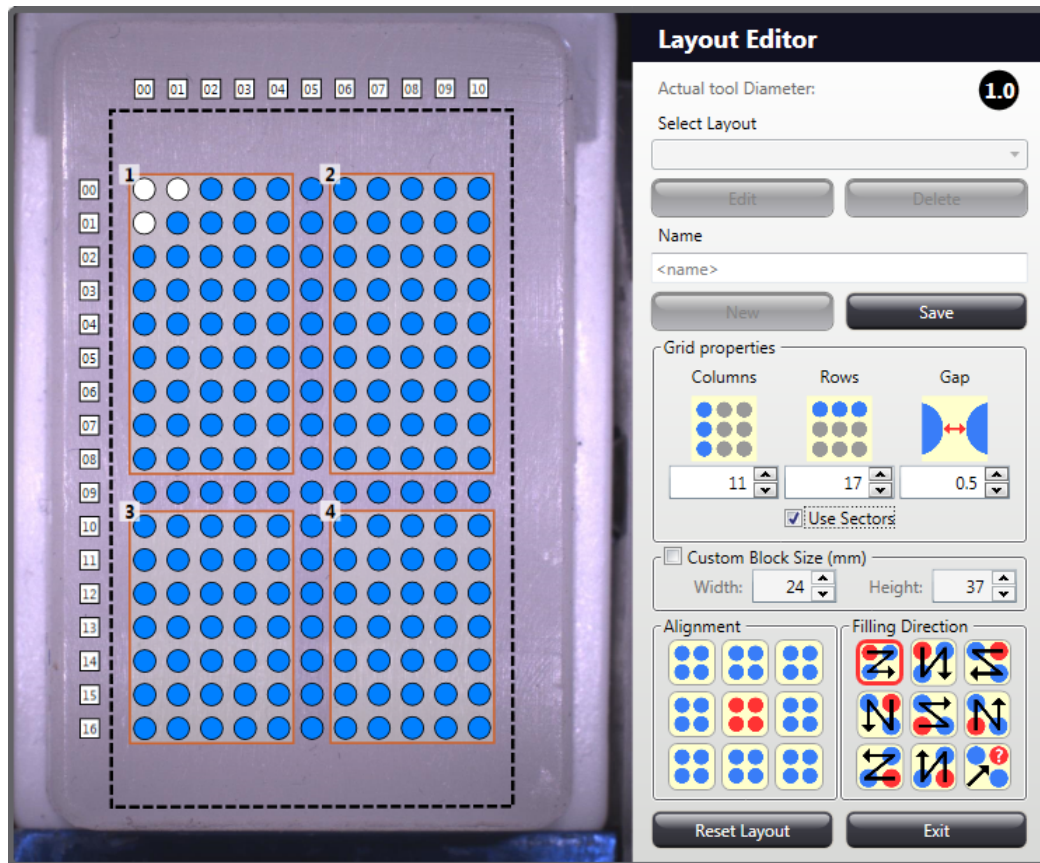 Layout Editor
Actual tool Diameter:
1.0
Select Layout
Edit
Delete
Name
<name>
New
Save
Grid properties
Columns
Rows
Gap
11
17
0.5
Use Sectors
Custom Block Size (mm)
Width:
24
Height:
37
Alignment
Filling Direction
?
Reset Layout
Exit
00 01 02 03 04 05 06 07 08 09 10
1
2
00
01
02
03
04
05
06
07
08
09
3
4
10
11
12
13
14
15
16